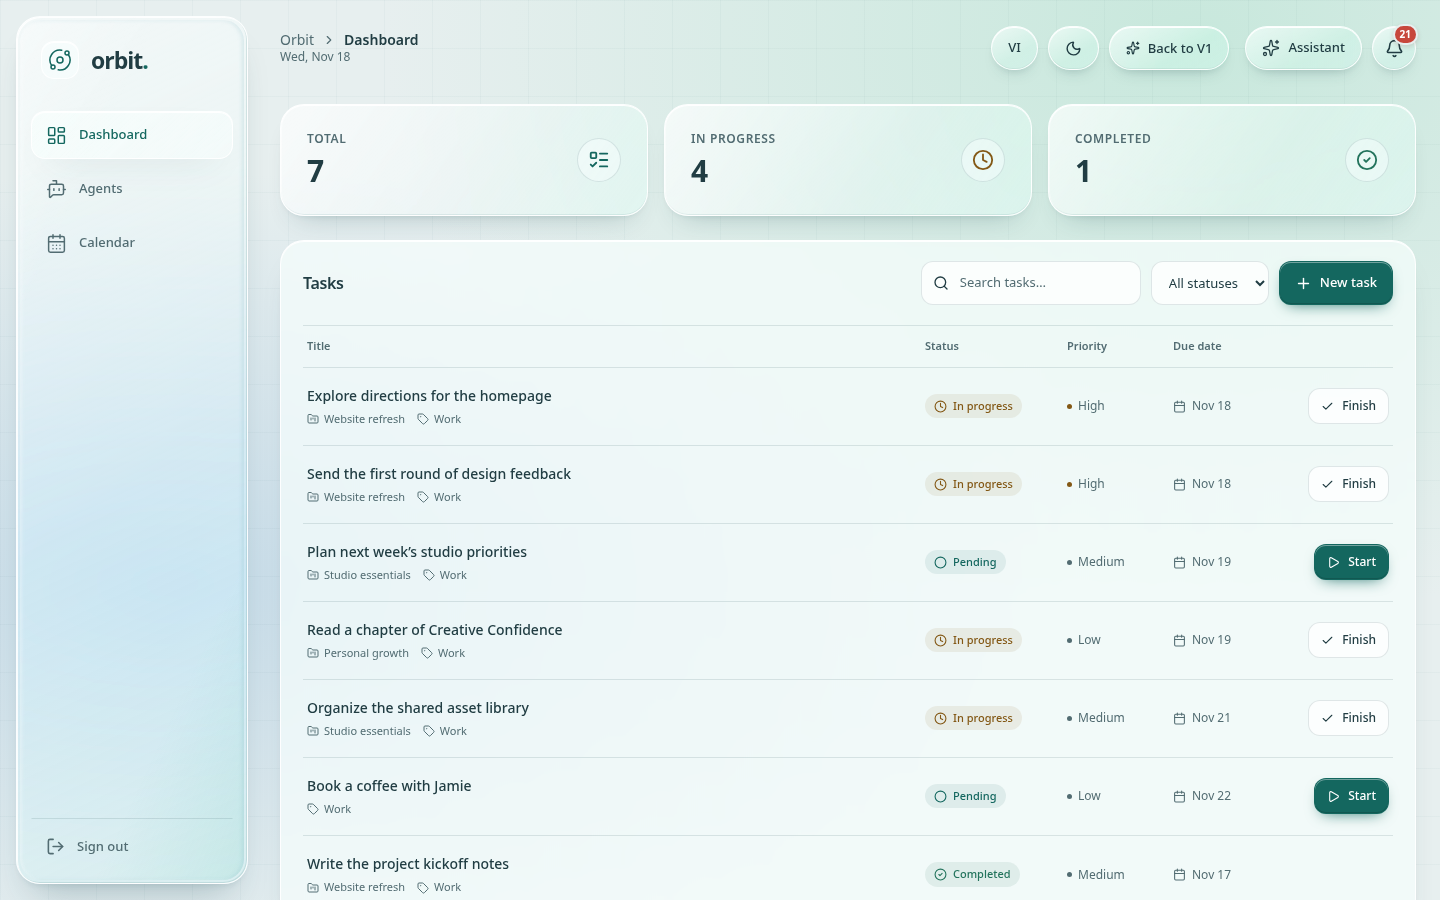 orbit.
Dashboard
Agents
Calendar
Sign out
Orbit > Dashboard
Wed, Nov 18
VI
Back to V1
Assistant
21
TOTAL
7
IN PROGRESS
4
COMPLETED
1
Tasks
Search tasks...
All statuses
New task
Title Status Priority Due date
Explore directions for the homepage
Website refresh Work
In progress High Nov 18 Finish
Send the first round of design feedback
Website refresh Work
In progress High Nov 18 Finish
Plan next week’s studio priorities
Studio essentials Work
Pending Medium Nov 19 Start
Read a chapter of Creative Confidence
Personal growth Work
In progress Low Nov 19 Finish
Organize the shared asset library
Studio essentials Work
In progress Medium Nov 21 Finish
Book a coffee with Jamie
Work
Pending Low Nov 22 Start
Write the project kickoff notes
Website refresh Work
Completed Medium Nov 17